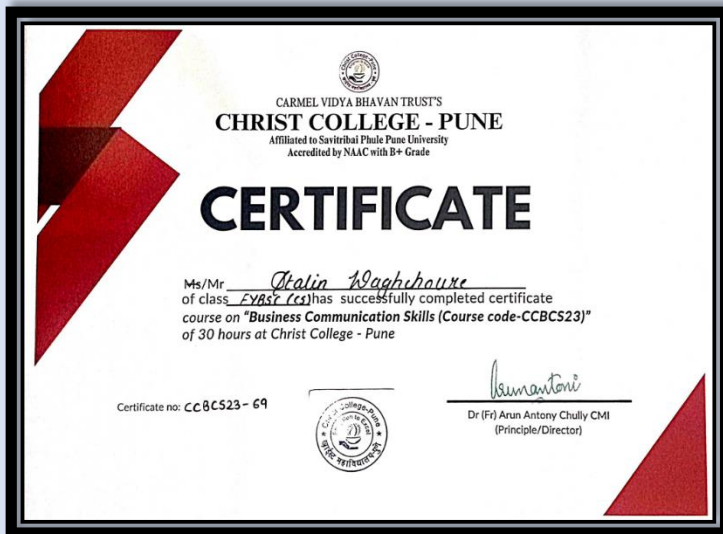 CARMEL VIDYA BHAVAN TRUST'S
CHRIST COLLEGE - PUNE
Affiliated to Savitribai Phule Pune University
Accredited by NAAC with B+ Grade
CERTIFICATE
Ms/Mr Stalin Waghchoure
of class FYBSc (CS) has successfully completed certificate
course on "Business Communication Skills (Course code-CCBCS23)"
of 30 hours at Christ College - Pune
Certificate no: CCBCS23-69
Christ College-Pune
Dr (Fr) Arun Antony Chully CMI
(Principle/Director)